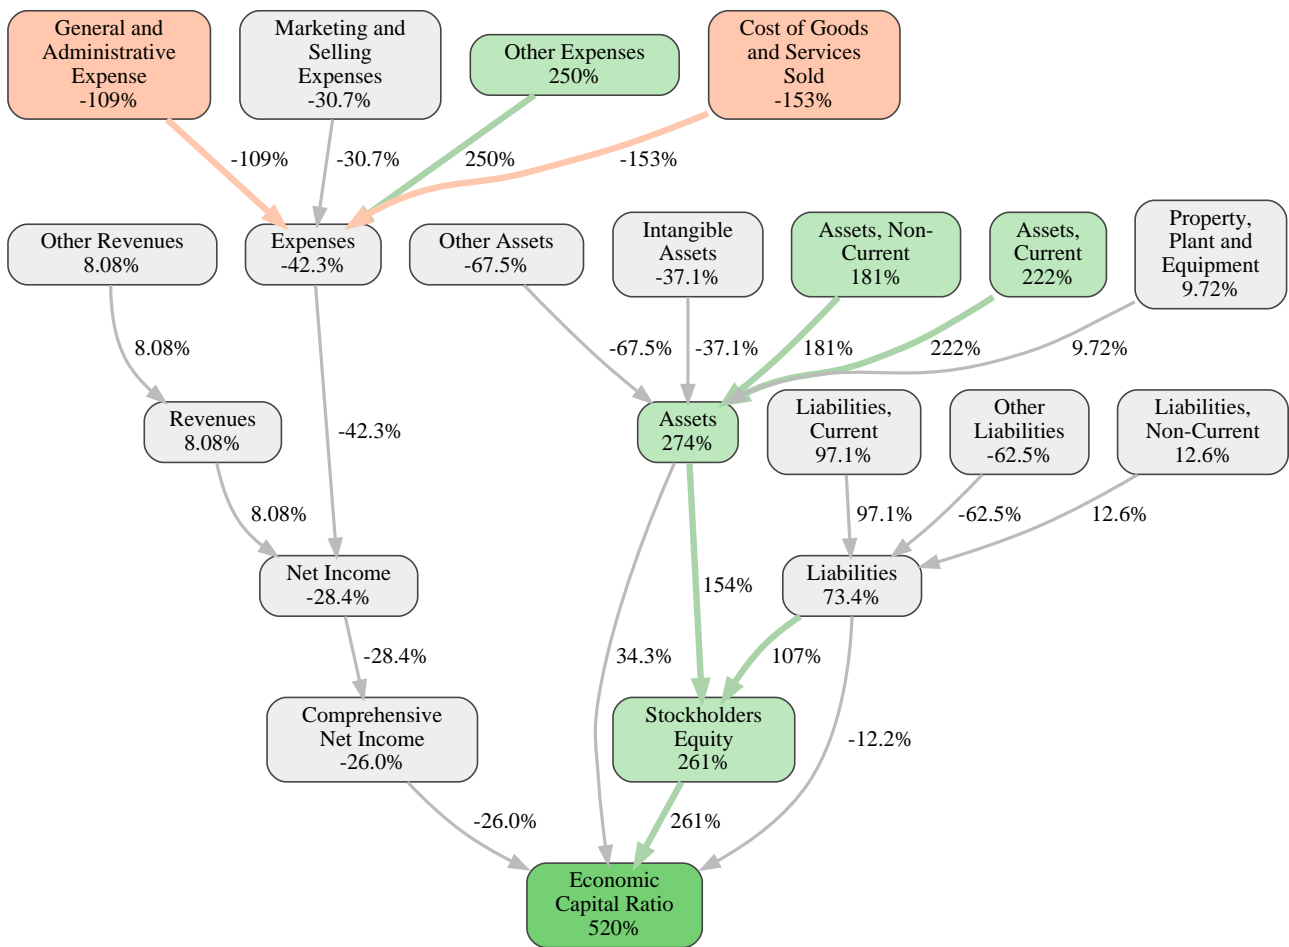 General and
Administrative
Expense
-109%
Marketing and
Selling
Expenses
-30.7%
Other Expenses
250%
Cost of Goods
and Services
Sold
-153%
-109%
-30.7%
250%
-153%
Other Revenues
8.08%
Expenses
-42.3%
Other Assets
-67.5%
Intangible
Assets
-37.1%
Assets, Non-
Current
181%
Assets,
Current
222%
Property,
Plant and
Equipment
9.72%
8.08%
-67.5%
-37.1%
181%
222%
9.72%
Revenues
8.08%
-42.3%
Assets
274%
Liabilities,
Current
97.1%
Other
Liabilities
-62.5%
Liabilities,
Non-Current
12.6%
8.08%
97.1%
-62.5%
12.6%
Net Income
-28.4%
154%
Liabilities
73.4%
-28.4%
34.3%
107%
Comprehensive
Net Income
-26.0%
Stockholders
Equity
261%
-12.2%
-26.0%
261%
Economic
Capital Ratio
520%